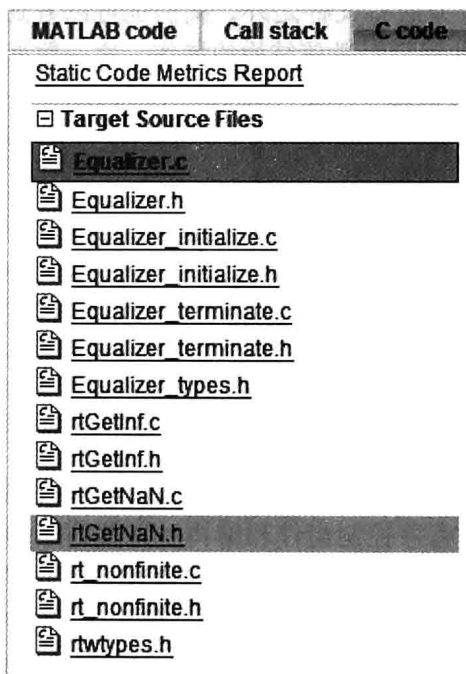 MATLAB code Call stack C code
Static Code Metrics Report
Target Source Files
Equalizer.c
Equalizer.h
Equalizer_initialize.c
Equalizer_initialize.h
Equalizer_terminate.c
Equalizer_terminate.h
Equalizer_types.h
rtGetInf.c
rtGetInf.h
rtGetNaN.c
rtGetNaN.h
rt_nonfinite.c
rt_nonfinite.h
rtwtypes.h